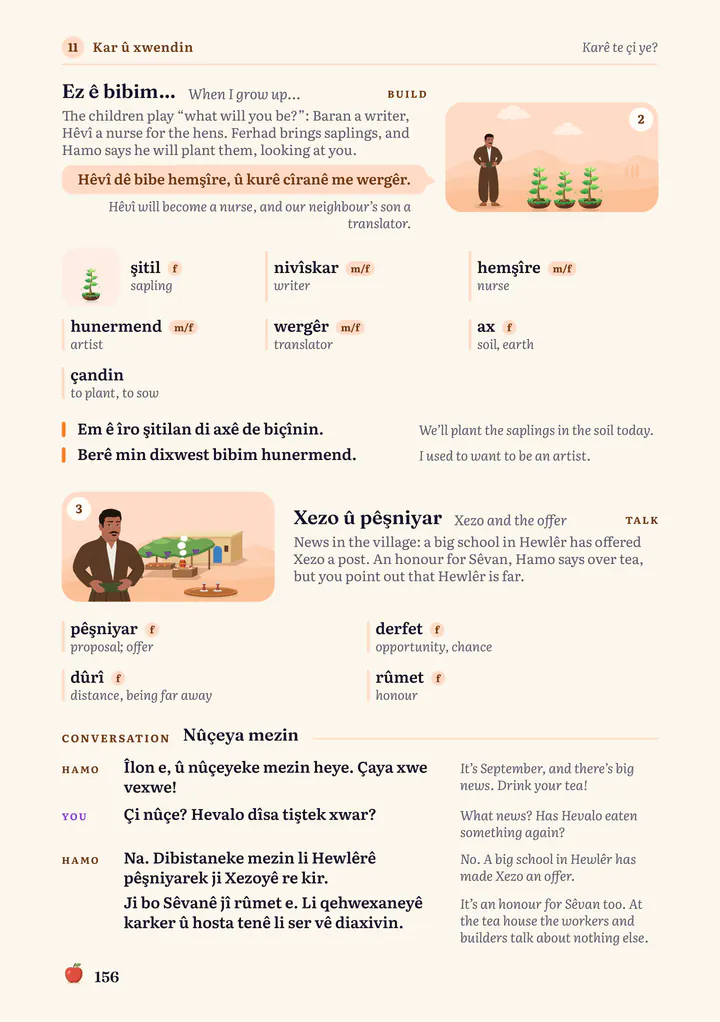 11 Kar û xwendin
Karê te çi ye?
Ez ê bibim... When I grow up... BUILD
The children play “what will you be?”: Baran a writer,
Hêvî a nurse for the hens. Ferhad brings saplings, and
Hamo says he will plant them, looking at you.
Hêvî dê bibe hemşîre, û kurê cîranê me wergêr.
Hêvî will become a nurse, and our neighbour’s son a
translator.
2
şitil f
sapling
nivîskar m/f
writer
hemşîre m/f
nurse
hunermend m/f
artist
wergêr m/f
translator
ax f
soil, earth
çandin
to plant, to sow
Em ê îro şitilan di axê de biçînin. We’ll plant the saplings in the soil today.
Berê min dixwest bibim hunermend. I used to want to be an artist.
3
Xezo û pêşniyar Xezo and the offer TALK
News in the village: a big school in Hewlêr has offered
Xezo a post. An honour for Sêvan, Hamo says over tea,
but you point out that Hewlêr is far.
pêşniyar f
proposal; offer
derfet f
opportunity, chance
dûrî f
distance, being far away
rûmet f
honour
CONVERSATION Nûçeya mezin
HAMO
Îlon e, û nûçeyeke mezin heye. Çaya xwe
vexwe!
It’s September, and there’s big
news. Drink your tea!
YOU
Çi nûçe? Hevalo dîsa tiştek xwar?
What news? Has Hevalo eaten
something again?
HAMO
Na. Dibistaneke mezin li Hewlêrê
pêşniyarek ji Xezoyê re kir.
No. A big school in Hewlêr has
made Xezo an offer.
Ji bo Sêvanê jî rûmet e. Li qehwexaneyê
karker û hosta tenê li ser vê diaxivin.
It’s an honour for Sêvan too. At
the tea house the workers and
builders talk about nothing else.
156